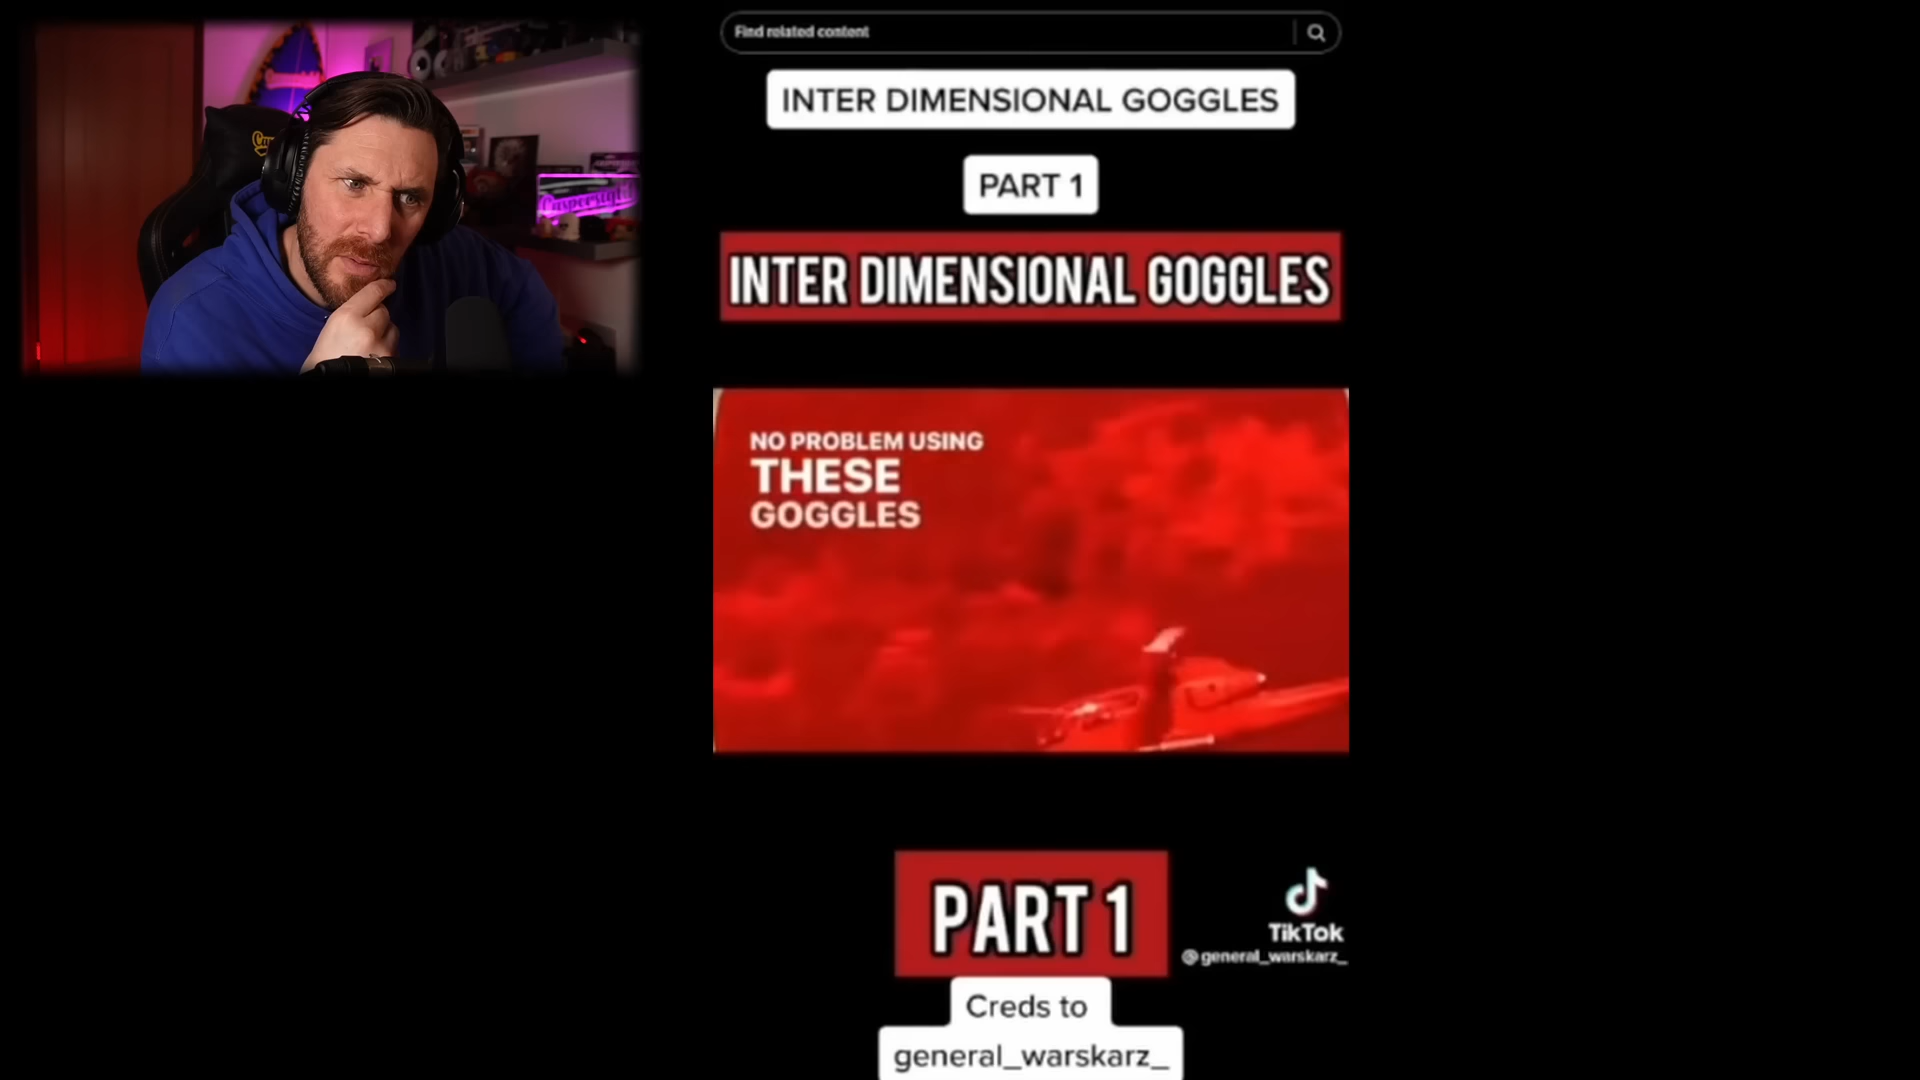 Find related content
INTER DIMENSIONAL GOGGLES
PART 1
INTER DIMENSIONAL GOGGLES
NO PROBLEM USING
THESE
GOGGLES
PART 1
TikTok
@general_warskarz_
Creds to
general_warskarz_
Caspersight